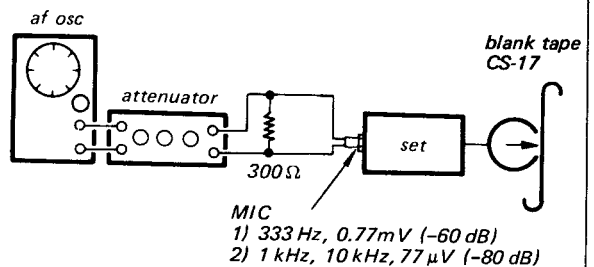 af osc
blank tape
CS-17
attenuator
300Ω
set
MIC
1) 333 Hz, 0.77mV (-60 dB)
2) 1 kHz, 10 kHz, 77 μV (-80 dB)